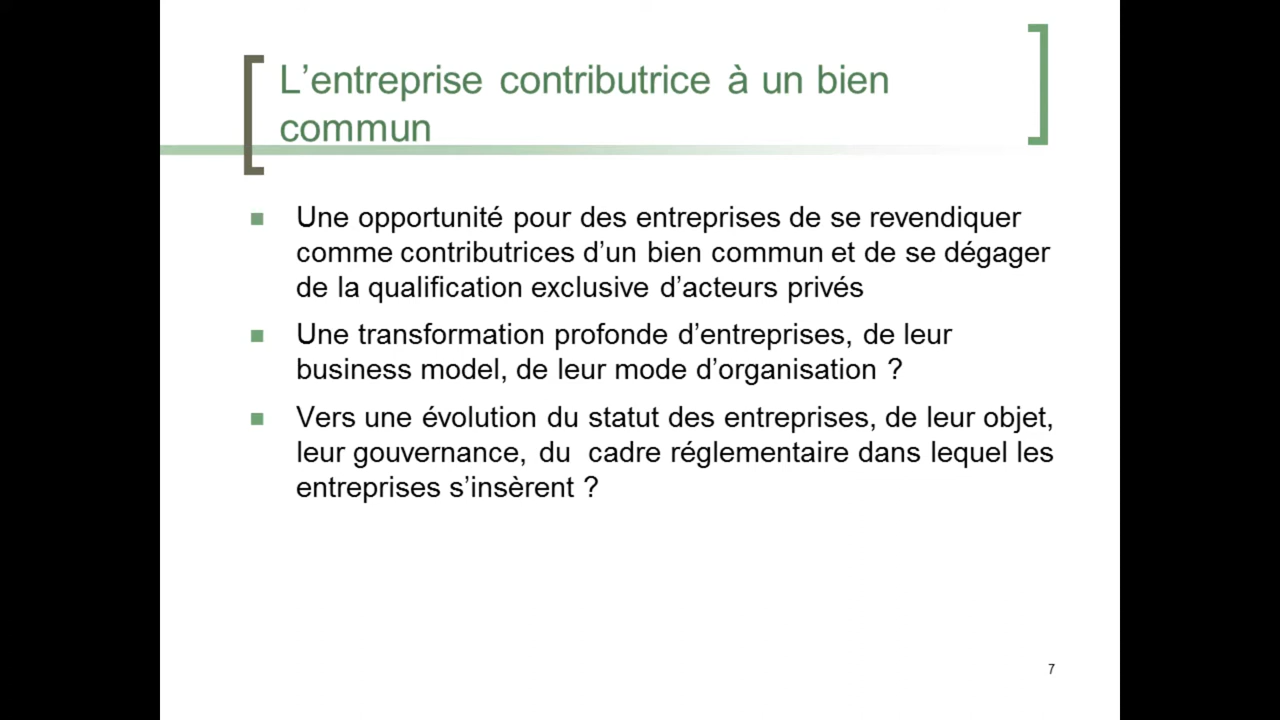 L’entreprise contributrice à un bien
commun
Une opportunité pour des entreprises de se revendiquer
comme contributrices d’un bien commun et de se dégager
de la qualification exclusive d’acteurs privés
Une transformation profonde d’entreprises, de leur
business model, de leur mode d’organisation ?
Vers une évolution du statut des entreprises, de leur objet,
leur gouvernance, du  cadre réglementaire dans lequel les
entreprises s’insèrent ?
7